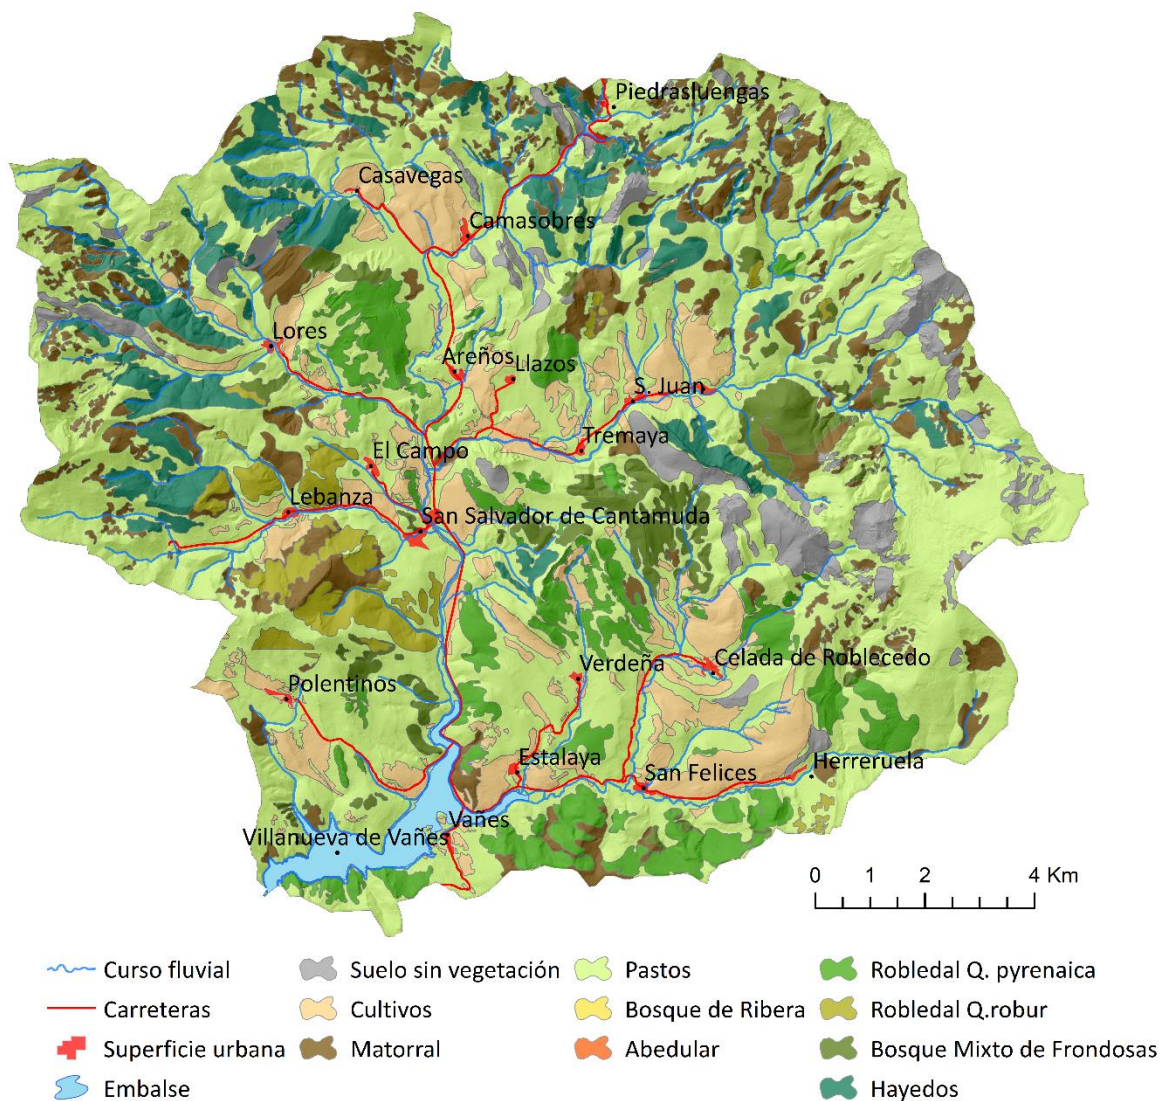 Piedrasluengas
Casavegas
Camasobres
Lores
Areños
Llazos
S. Juan
Tremaya
El Campo
Lebanza
San Salvador de Cantamuda
Verdeña
Celada de Roblecedo
Polentinos
Estalaya
San Felices
Herreruela
Vañes
Villanueva de Vañes
0 1 2 4 Km
Curso fluvial
Carreteras
Superficie urbana
Embalse
Suelo sin vegetación
Cultivos
Matorral
Pastos
Bosque de Ribera
Abedular
Robledal Q. pyrenaica
Robledal Q.robur
Bosque Mixto de Frondosas
Hayedos